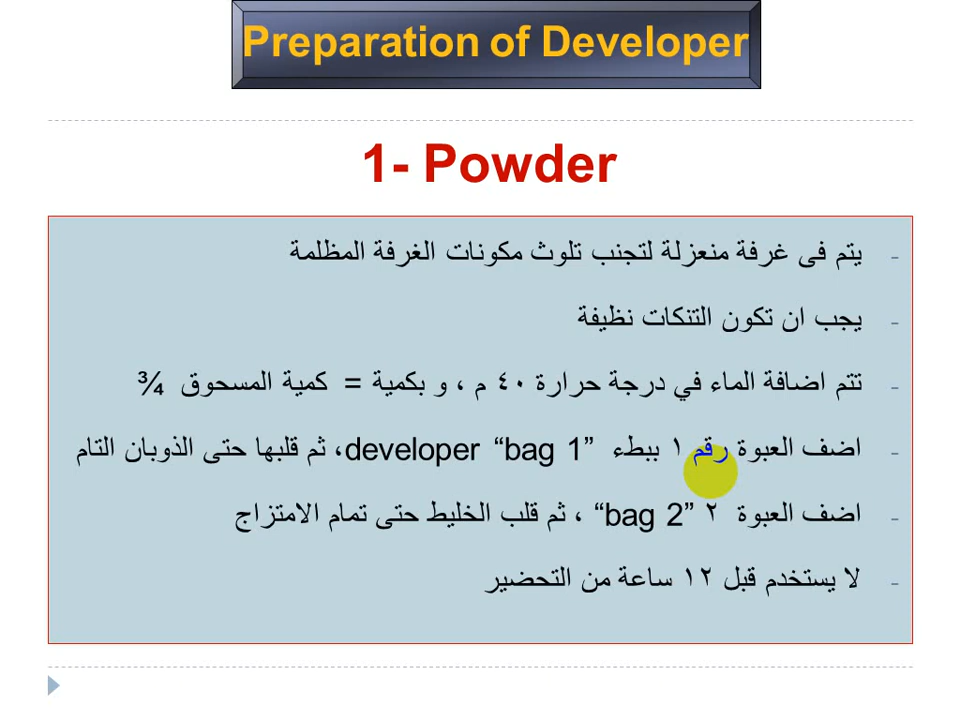 Preparation of Developer
1- Powder
- يتم فى غرفة منعزلة لتجنب تلوث مكونات الغرفة المظلمة
- يجب ان تكون التنكات نظيفة
- تتم اضافة الماء في درجة حرارة ٤٠ م ، و بكمية = كمية المسحوق ¾
- اضف العبوة رقم ١ ببطء developer “bag 1”، ثم قلبها حتى الذوبان التام
- اضف العبوة ٢ “bag 2” ، ثم قلب الخليط حتى تمام الامتزاج
- لا يستخدم قبل ١٢ ساعة من التحضير